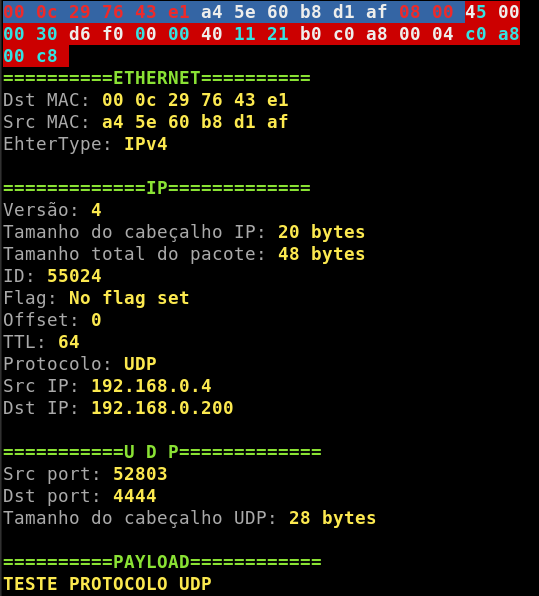 00 0c 29 76 43 e1 a4 5e 60 b8 d1 af 08 00 45 00
00 30 d6 f0 00 00 40 11 21 b0 c0 a8 00 04 c0 a8
00 c8
==========ETHERNET==========
Dst MAC: 00 0c 29 76 43 e1
Src MAC: a4 5e 60 b8 d1 af
EhterType: IPv4
=============IP=============
Versão: 4
Tamanho do cabeçalho IP: 20 bytes
Tamanho total do pacote: 48 bytes
ID: 55024
Flag: No flag set
Offset: 0
TTL: 64
Protocolo: UDP
Src IP: 192.168.0.4
Dst IP: 192.168.0.200
===========U D P=============
Src port: 52803
Dst port: 4444
Tamanho do cabeçalho UDP: 28 bytes
==========PAYLOAD============
TESTE PROTOCOLO UDP